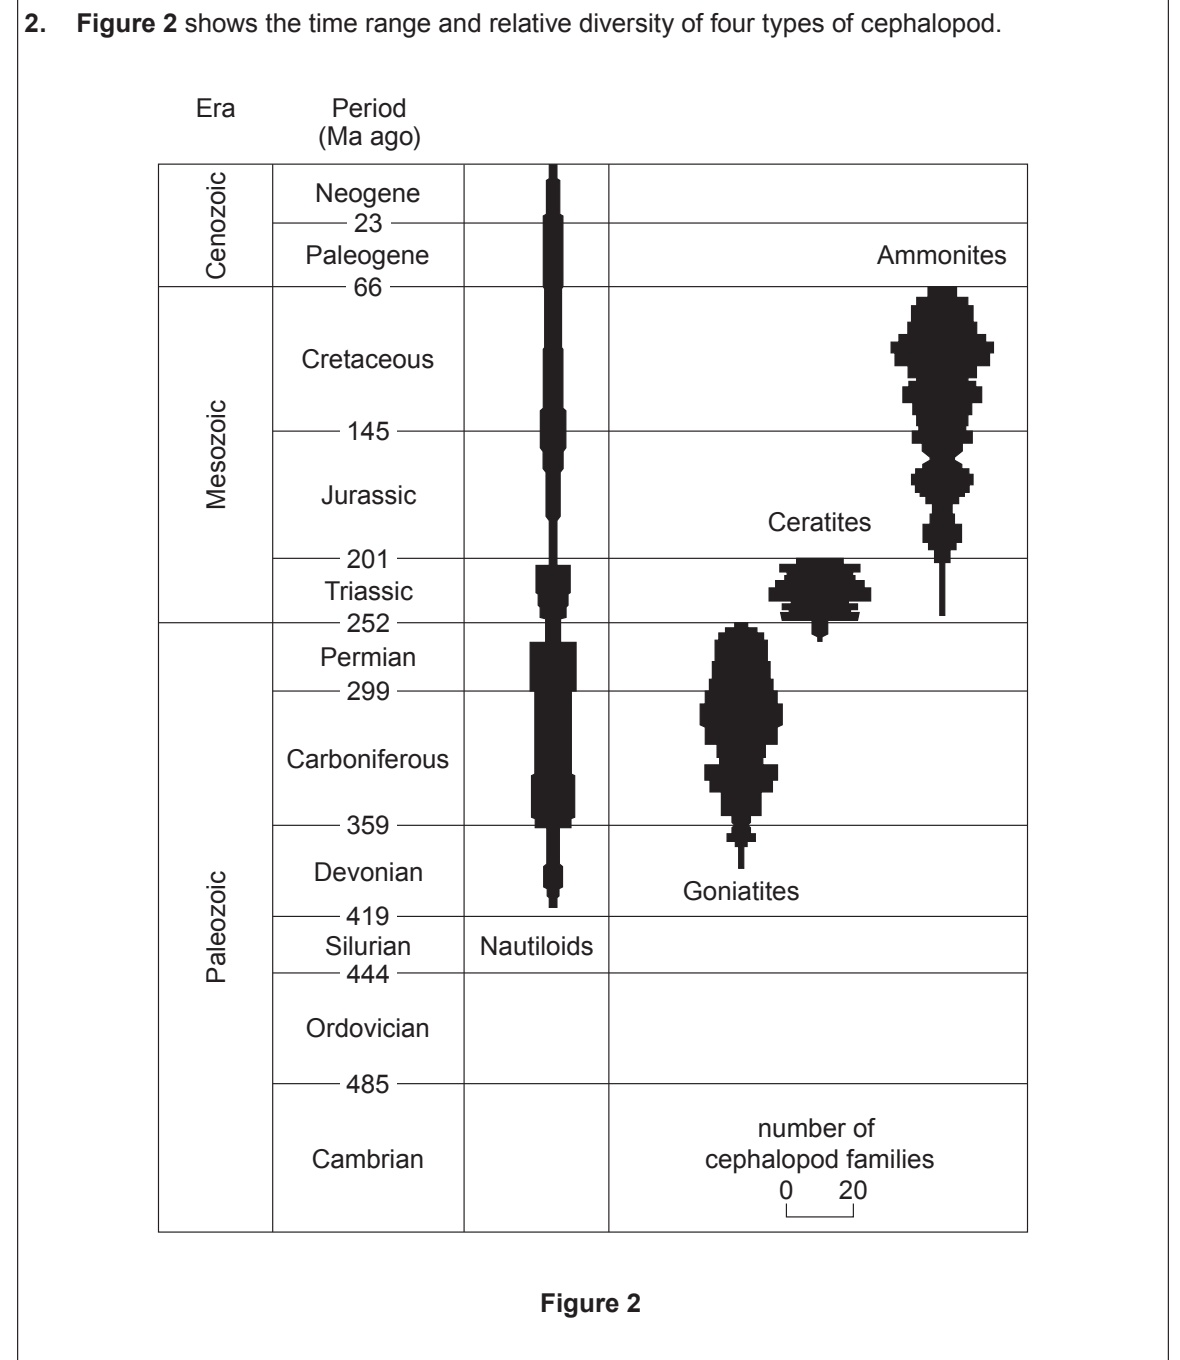 2. Figure 2 shows the time range and relative diversity of four types of cephalopod.
Era
Period
(Ma ago)
Cenozoic
Neogene
23
Paleogene
Ammonites
66
Mesozoic
Cretaceous
145
Jurassic
Ceratites
201
Triassic
252
Paleozoic
Permian
299
Carboniferous
359
Devonian
Goniatites
419
Silurian
Nautiloids
444
Ordovician
485
Cambrian
number of
cephalopod families
0 20
Figure 2